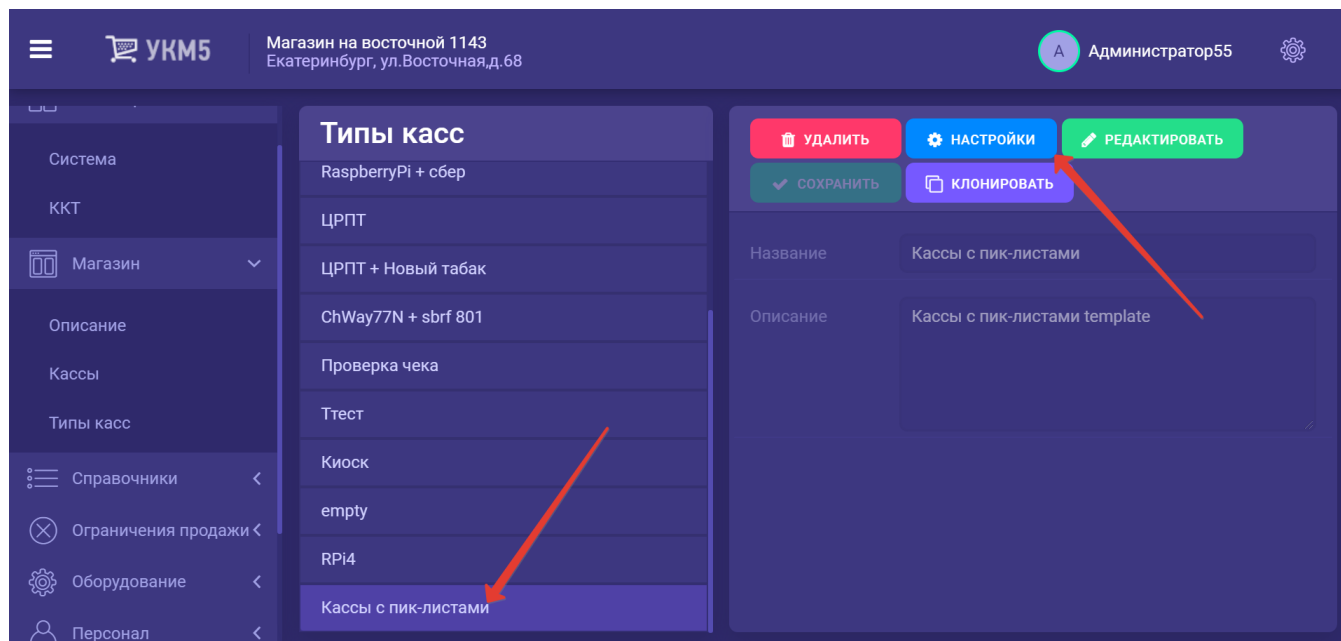 УКМ5
Магазин на восточной 1143
Екатеринбург, ул.Восточная,д.68
А
Администратор55
Система
ККТ
Магазин
Описание
Кассы
Типы касс
Справочники
Ограничения продажи
Оборудование
Персонал
Типы касс
RaspberryPi + сбер
ЦРПТ
ЦРПТ + Новый табак
ChWay77N + sbrf 801
Проверка чека
Ттест
Киоск
empty
RPi4
Кассы с пик-листами
УДАЛИТЬ
НАСТРОЙКИ
РЕДАКТИРОВАТЬ
СОХРАНИТЬ
КЛОНИРОВАТЬ
Название
Кассы с пик-листами
Описание
Кассы с пик-листами template